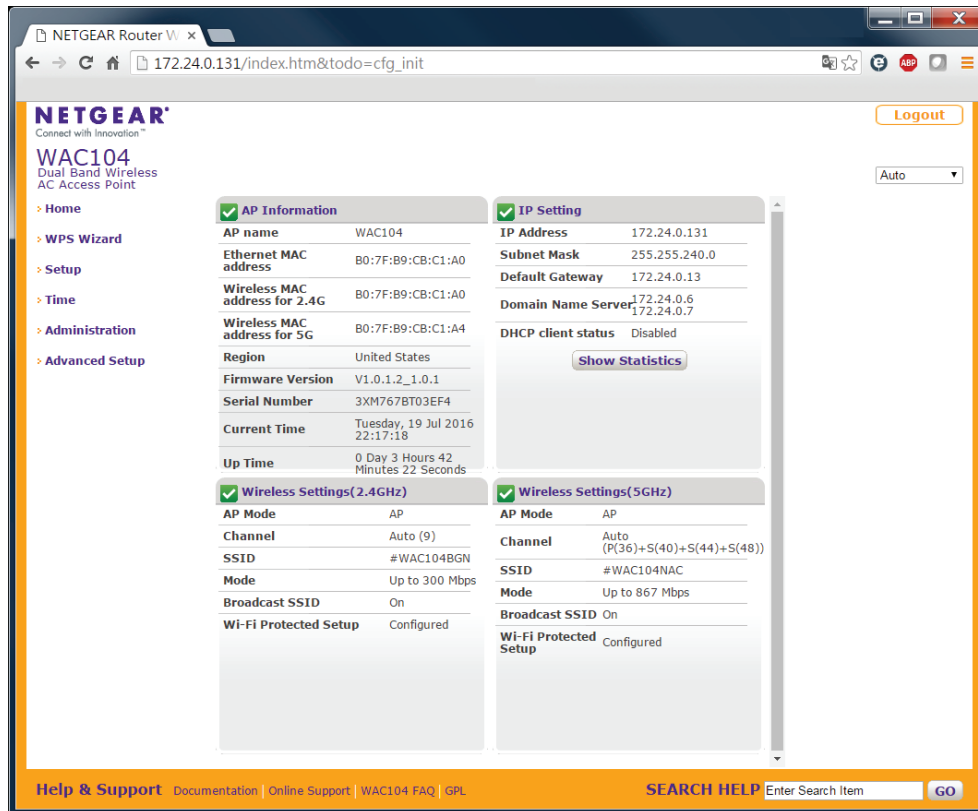 NETGEAR Router W
172.24.0.131/index.htm&todo=cfg_init
ABP
NETGEAR
Connect with Innovation™
Logout
WAC104
Dual Band Wireless
AC Access Point
Auto
Home
WPS Wizard
Setup
Time
Administration
Advanced Setup
AP Information
AP name WAC104
Ethernet MAC
address B0:7F:B9:CB:C1:A0
Wireless MAC
address for 2.4G B0:7F:B9:CB:C1:A0
Wireless MAC
address for 5G B0:7F:B9:CB:C1:A4
Region United States
Firmware Version V1.0.1.2_1.0.1
Serial Number 3XM767BT03EF4
Current Time Tuesday, 19 Jul 2016
22:17:18
Up Time 0 Day 3 Hours 42
Minutes 22 Seconds
IP Setting
IP Address 172.24.0.131
Subnet Mask 255.255.240.0
Default Gateway 172.24.0.13
Domain Name Server 172.24.0.6
172.24.0.7
DHCP client status Disabled
Show Statistics
Wireless Settings(2.4GHz)
AP Mode AP
Channel Auto (9)
SSID #WAC104BGN
Mode Up to 300 Mbps
Broadcast SSID On
Wi-Fi Protected Setup Configured
Wireless Settings(5GHz)
AP Mode AP
Channel Auto
(P(36)+S(40)+S(44)+S(48))
SSID #WAC104NAC
Mode Up to 867 Mbps
Broadcast SSID On
Wi-Fi Protected
Setup Configured
Help & Support Documentation | Online Support | WAC104 FAQ | GPL
SEARCH HELP Enter Search Item GO